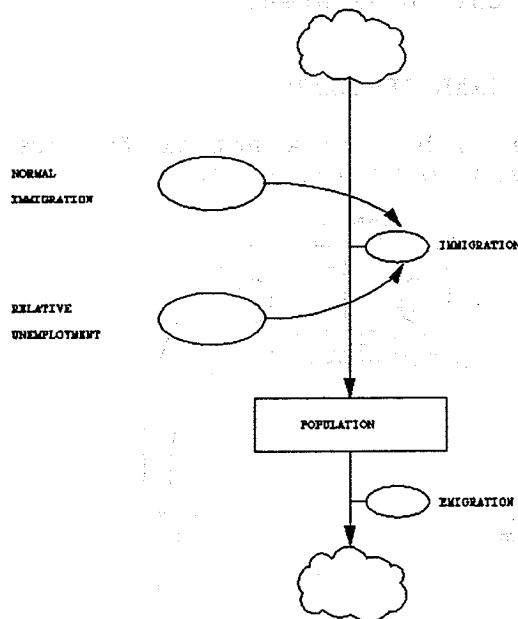 NORMAL
IMMIGRATION
IMMIGRATION
RELATIVE
UNEMPLOYMENT
POPULATION
EMIGRATION